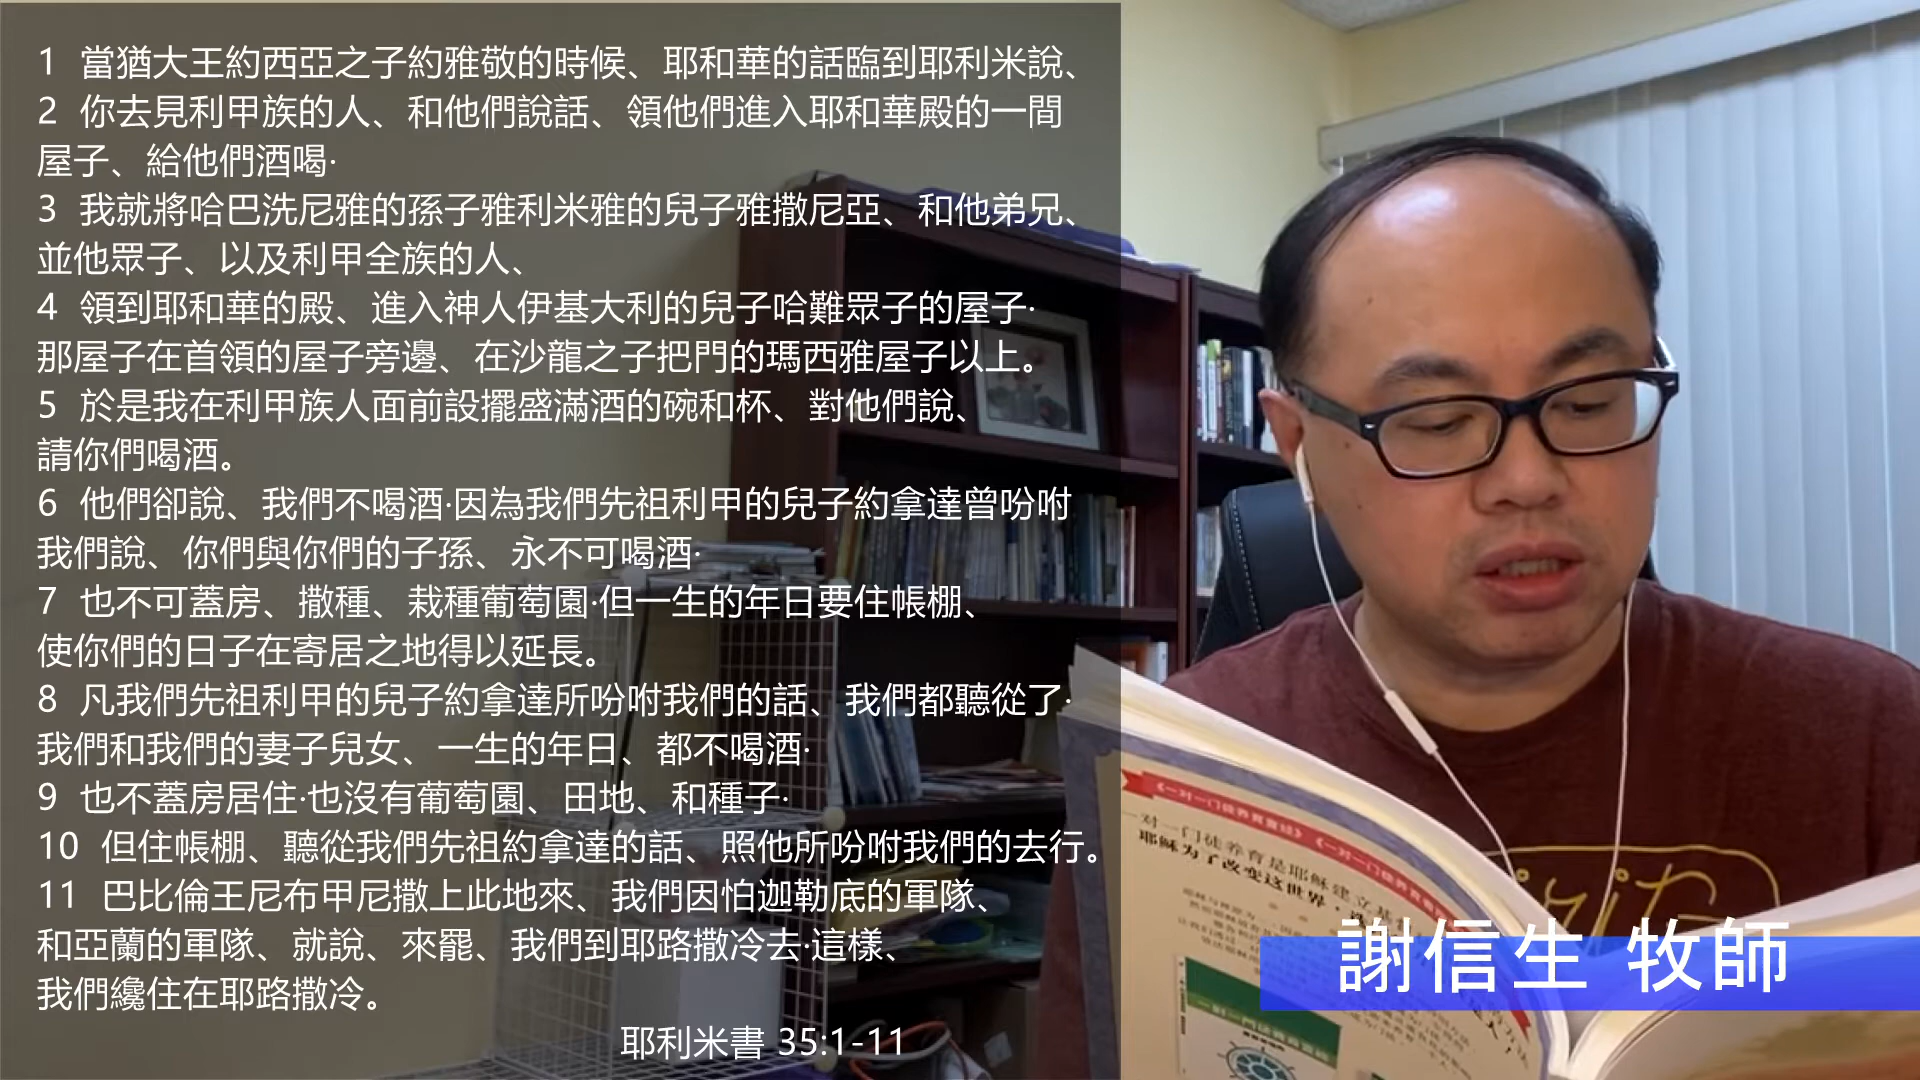 1 當猶大王約西亞之子約雅敬的時候、耶和華的話臨到耶利米說、
2 你去見利甲族的人、和他們說話、領他們進入耶和華殿的一間
屋子、給他們酒喝·
3 我就將哈巴洗尼雅的孫子雅利米雅的兒子雅撒尼亞、和他弟兄、
並他眾子、以及利甲全族的人、
4 領到耶和華的殿、進入神人伊基大利的兒子哈難眾子的屋子·
那屋子在首領的屋子旁邊、在沙龍之子把門的瑪西雅屋子以上。
5 於是我在利甲族人面前設擺盛滿酒的碗和杯、對他們說、
請你們喝酒。
6 他們卻說、我們不喝酒·因為我們先祖利甲的兒子約拿達曾吩咐
我們說、你們與你們的子孫、永不可喝酒·
7 也不可蓋房、撒種、栽種葡萄園·但一生的年日要住帳棚、
使你們的日子在寄居之地得以延長。
8 凡我們先祖利甲的兒子約拿達所吩咐我們的話、我們都聽從了·
我們和我們的妻子兒女、一生的年日、都不喝酒·
9 也不蓋房居住·也沒有葡萄園、田地、和種子·
10 但住帳棚、聽從我們先祖約拿達的話、照他所吩咐我們的去行。
11 巴比倫王尼布甲尼撒上此地來、我們因怕迦勒底的軍隊、
和亞蘭的軍隊、就說、來罷、我們到耶路撒冷去·這樣、
我們纔住在耶路撒冷。
耶利米書 35:1-11
一对一门徒养育是耶稣建立
耶稣为了改变这世界
謝信生 牧師